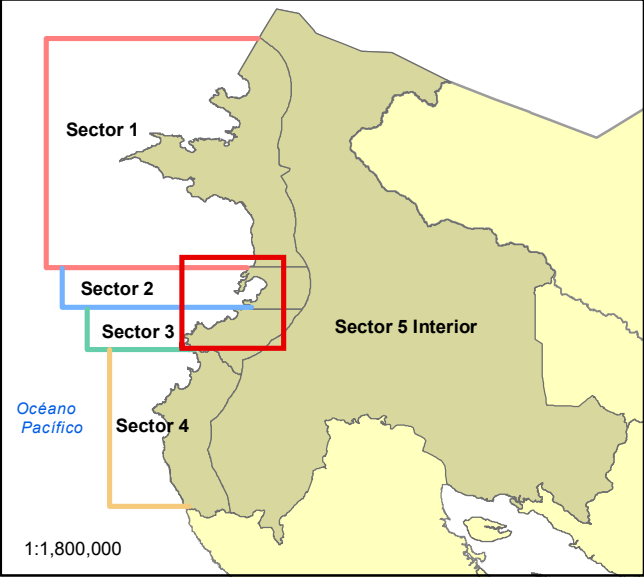 Sector 1
Sector 2
Sector 3
Sector 5 Interior
Océano
Pacífico
Sector 4
1:1,800,000